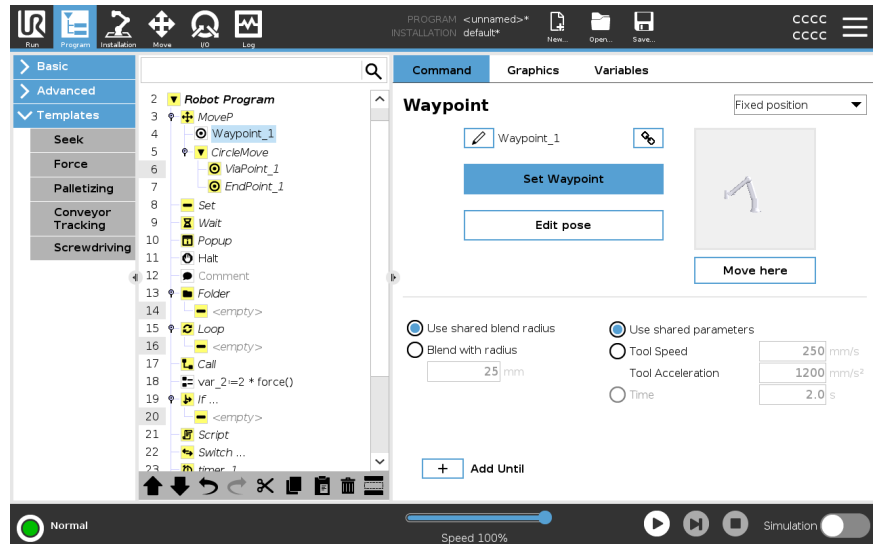 PROGRAM <unnamed>*
INSTALLATION default*
Run
Program
Installation
Move
I/O
Log
New...
Open...
Save...
cccc
cccc
Basic
Advanced
Templates
Seek
Force
Palletizing
Conveyor
Tracking
Screwdriving
2 Robot Program
3 MoveP
4 Waypoint_1
5 CircleMove
6 ViaPoint_1
7 EndPoint_1
8 Set
9 Wait
10 Popup
11 Halt
12 Comment
13 Folder
14 <empty>
15 Loop
16 <empty>
17 Call
18 var_2:=2 * force()
19 If ...
20 <empty>
21 Script
22 Switch ...
23 timer_1
Command Graphics Variables
Waypoint
Fixed position
Waypoint_1
Set Waypoint
Edit pose
Move here
Use shared blend radius
Blend with radius
25 mm
Use shared parameters
Tool Speed 250 mm/s
Tool Acceleration 1200 mm/s²
Time 2.0 s
+ Add Until
Normal
Speed 100%
Simulation